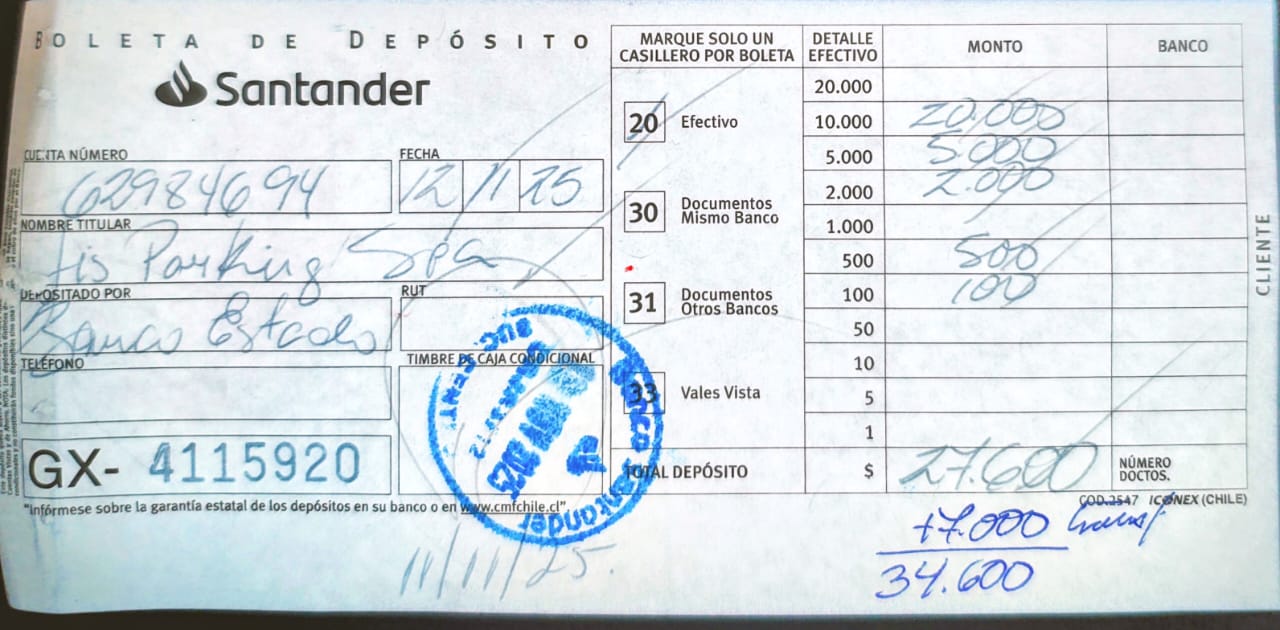 BOLETA DE DEPÓSITO
Santander
CUENTA NÚMERO
62984694
FECHA
12/11/25
NOMBRE TITULAR
Parking Spa
DEPOSITADO POR
Banco Estado
RUT
TELÉFONO
TIMBRE DE CAJA CONDICIONAL
GX- 4115920
"Infórmese sobre la garantía estatal de los depósitos en su banco o en www.cmfchile.cl".
11/11/25.
MARQUE SOLO UN
CASILLERO POR BOLETA
20 Efectivo
30 Documentos
Mismo Banco
31 Documentos
Otros Bancos
33 Vales Vista
DETALLE
EFECTIVO
MONTO
BANCO
20.000
10.000 20.000
5.000 5.000
2.000 2.000
1.000
500 500
100 100
50
10
5
1
TOTAL DEPÓSITO $ 27.600
NÚMERO
DOCTOS.
COD.2547 ICONEX (CHILE)
CLIENTE
+7.000
34.600
Banco Santander
NOV 2025